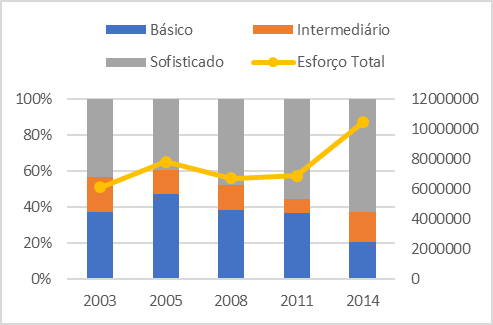 Básico Intermediário
Sofisticado Esforço Total
100% 12000000
80% 10000000
60% 8000000
40% 6000000
20% 4000000
0% 2000000
0
2003 2005 2008 2011 2014